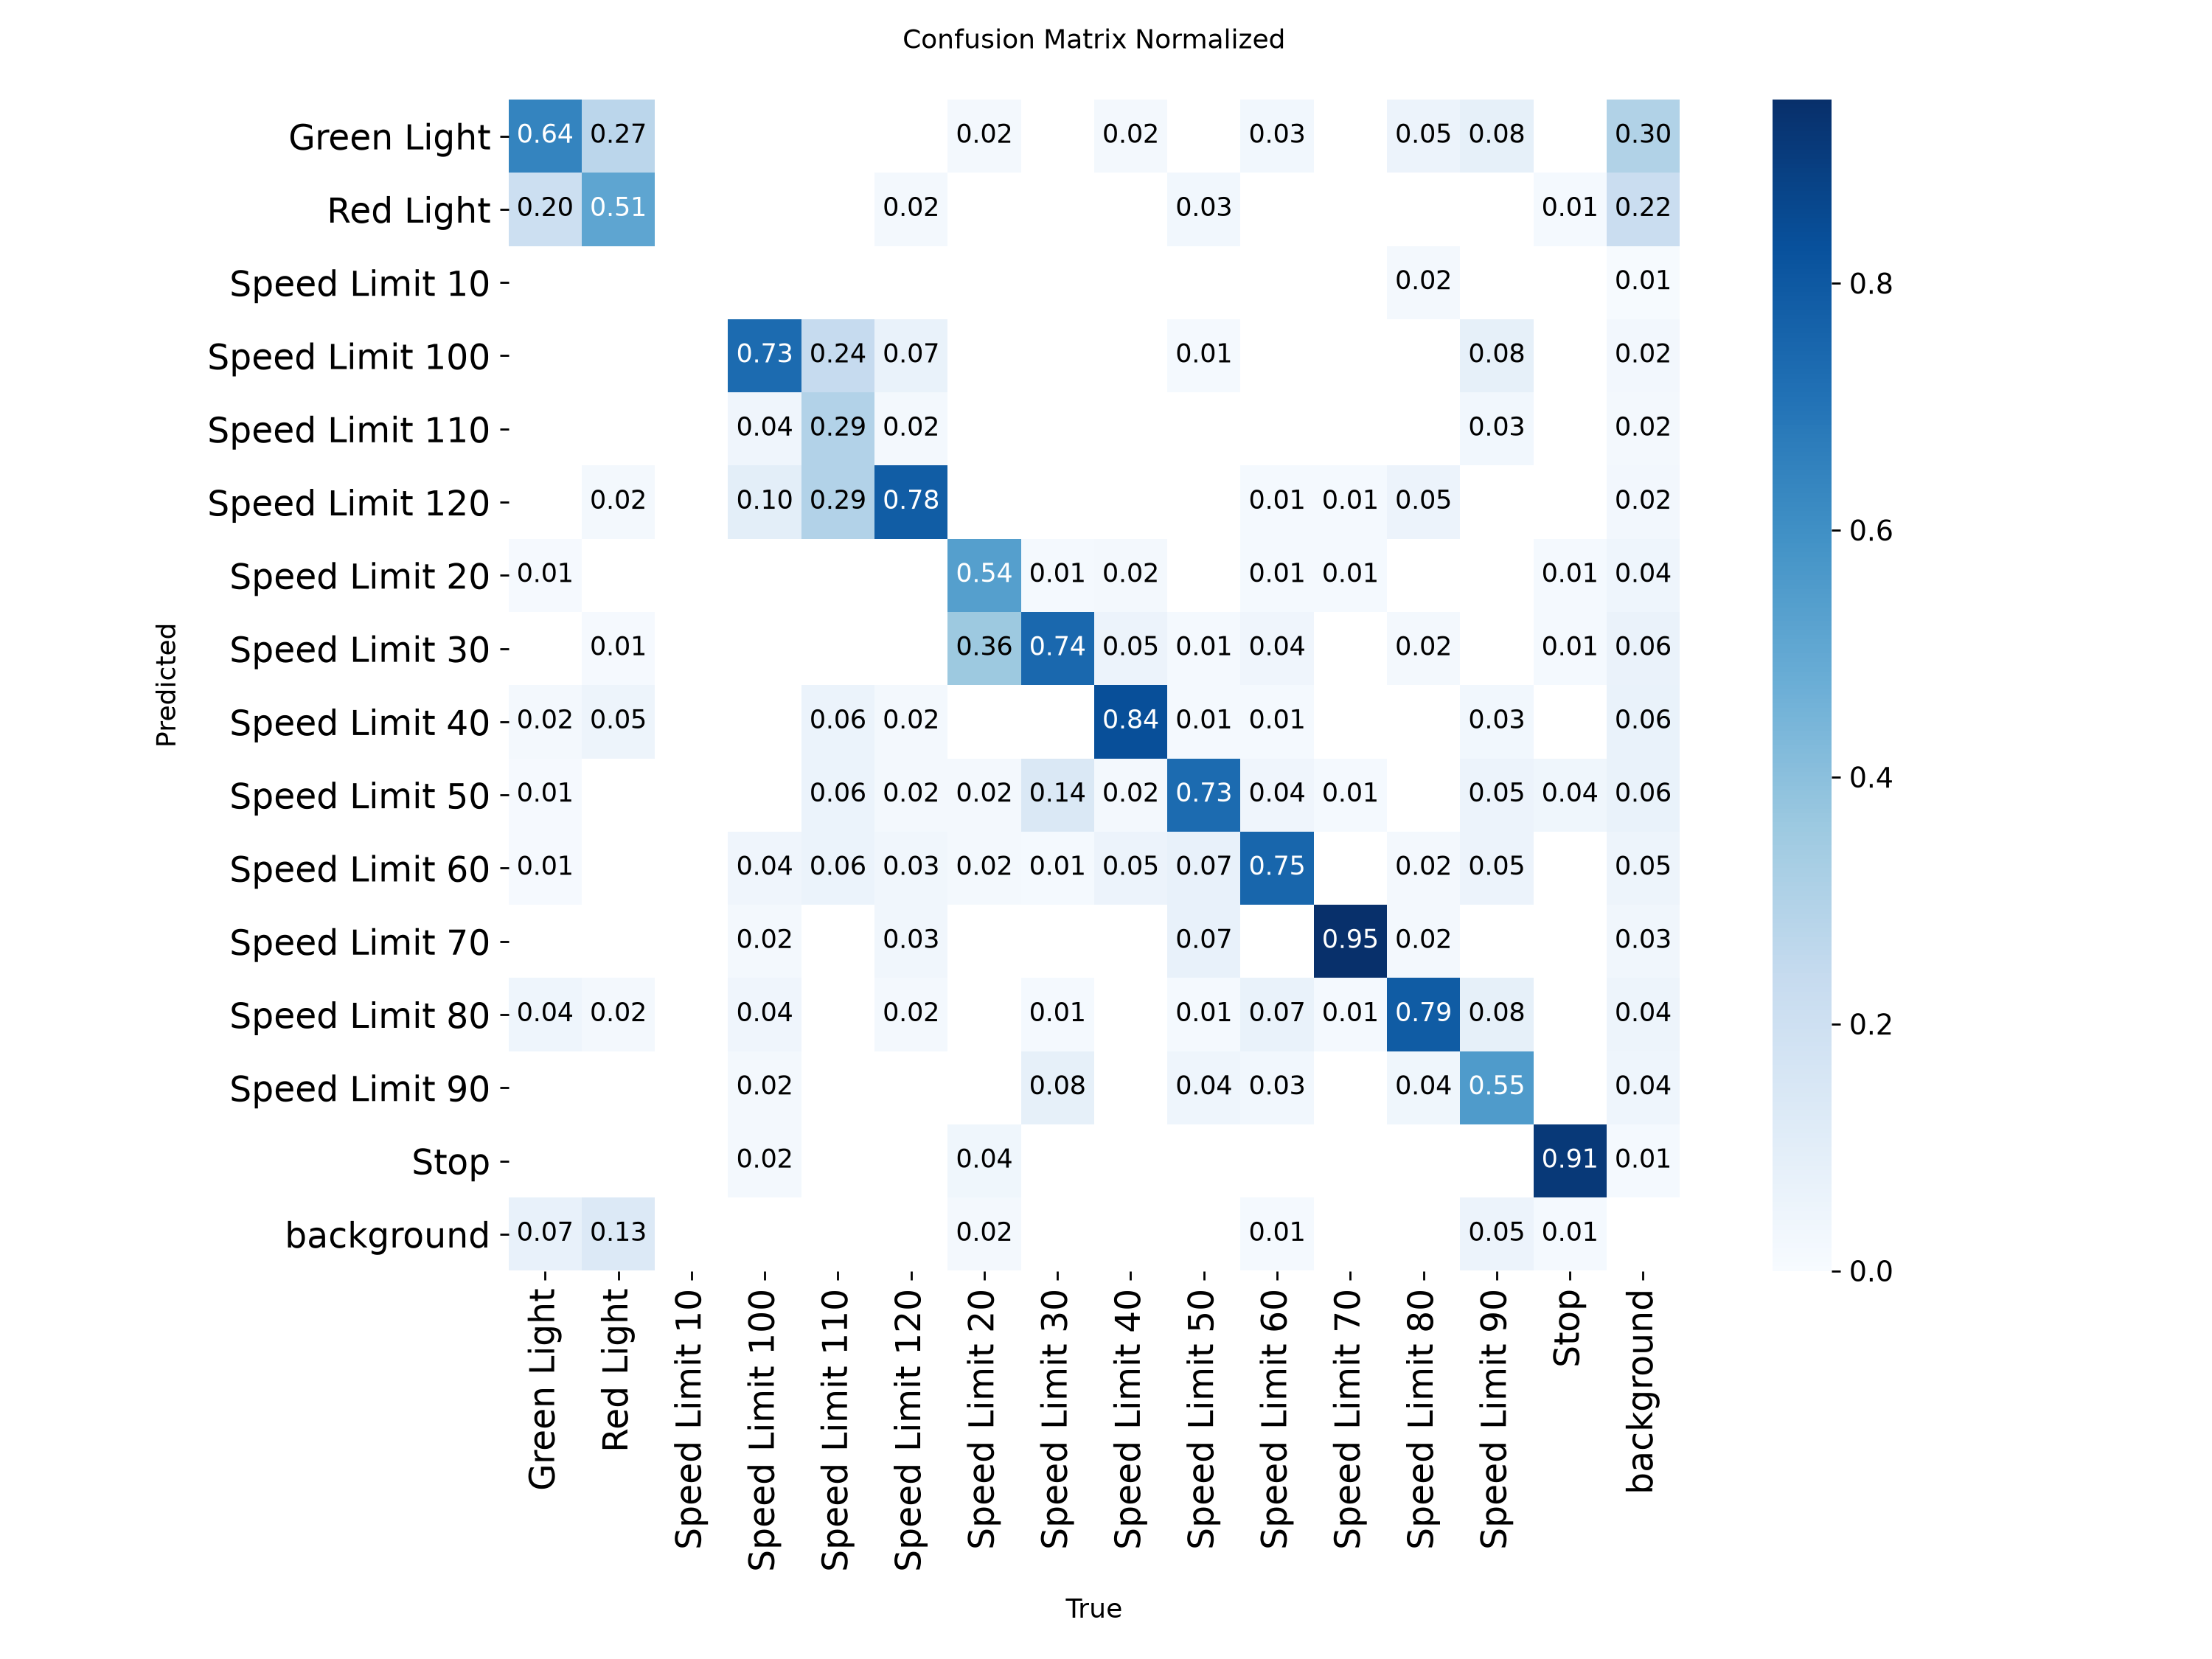 Confusion Matrix Normalized
Green Light 0.64 0.27 0.02 0.02 0.03 0.05 0.08 0.30
Red Light 0.20 0.51 0.02 0.03 0.01 0.22
Speed Limit 10 0.02 0.01
Speed Limit 100 0.73 0.24 0.07 0.01 0.08 0.02
Speed Limit 110 0.04 0.29 0.02 0.03 0.02
Speed Limit 120 0.02 0.10 0.29 0.78 0.01 0.01 0.05 0.02
Speed Limit 20 0.01 0.54 0.01 0.02 0.01 0.01 0.01 0.04
Speed Limit 30 0.01 0.36 0.74 0.05 0.01 0.04 0.02 0.01 0.06
Speed Limit 40 0.02 0.05 0.06 0.02 0.84 0.01 0.01 0.03 0.06
Speed Limit 50 0.01 0.06 0.02 0.02 0.14 0.02 0.73 0.04 0.01 0.05 0.04 0.06
Speed Limit 60 0.01 0.04 0.06 0.03 0.02 0.01 0.05 0.07 0.75 0.02 0.05 0.05
Speed Limit 70 0.02 0.03 0.07 0.95 0.02 0.03
Speed Limit 80 0.04 0.02 0.04 0.02 0.01 0.01 0.07 0.01 0.79 0.08 0.04
Speed Limit 90 0.02 0.08 0.04 0.03 0.04 0.55 0.04
Stop 0.02 0.04 0.91 0.01
background 0.07 0.13 0.02 0.01 0.05 0.01
Predicted
Green Light
Red Light
Speed Limit 10
Speed Limit 100
Speed Limit 110
Speed Limit 120
Speed Limit 20
Speed Limit 30
Speed Limit 40
Speed Limit 50
Speed Limit 60
Speed Limit 70
Speed Limit 80
Speed Limit 90
Stop
background
True
0.8
0.6
0.4
0.2
0.0